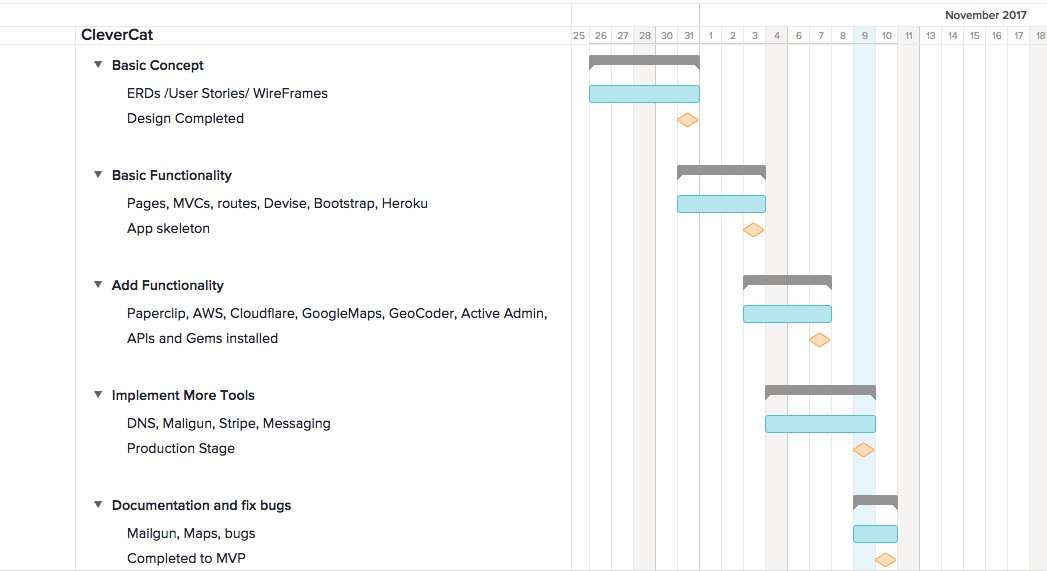 November 2017
CleverCat
25 26 27 28 30 31 1 2 3 4 6 7 8 9 10 11 13 14 15 16 17 18
Basic Concept
ERDs /User Stories/ WireFrames
Design Completed
Basic Functionality
Pages, MVCs, routes, Devise, Bootstrap, Heroku
App skeleton
Add Functionality
Paperclip, AWS, Cloudflare, GoogleMaps, GeoCoder, Active Admin,
APIs and Gems installed
Implement More Tools
DNS, Maligun, Stripe, Messaging
Production Stage
Documentation and fix bugs
Mailgun, Maps, bugs
Completed to MVP